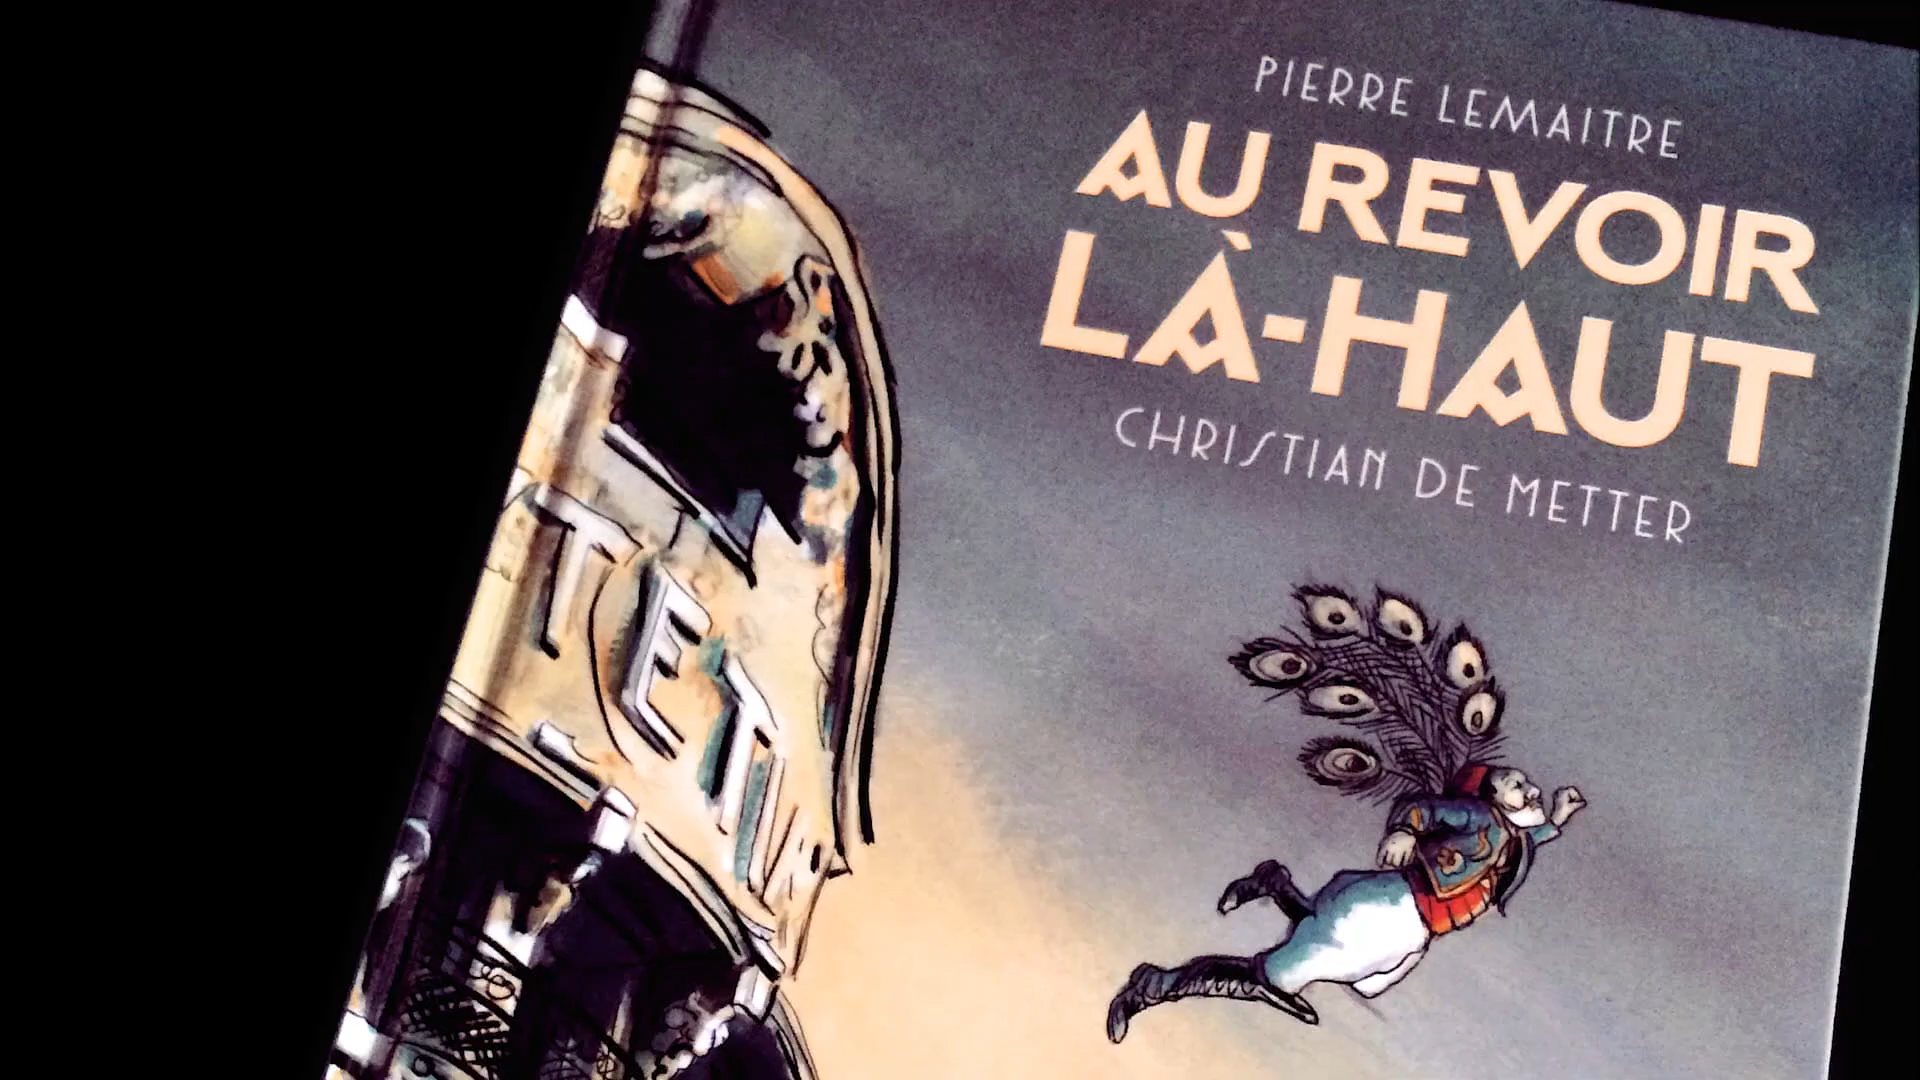 PIERRE LEMAITRE
AU REVOIR
LÀ-HAUT
CHRISTIAN DE METTER